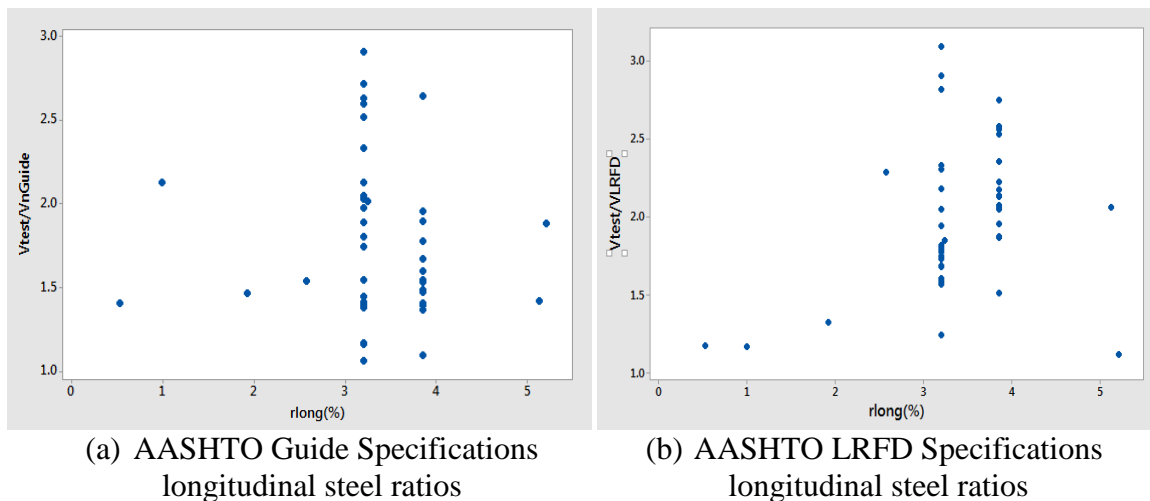 3.0
2.5
2.0
1.5
1.0
Vtest/VnGuide
0 1 2 3 4 5
rlong(%)
(a) AASHTO Guide Specifications
longitudinal steel ratios
3.0
2.5
2.0
1.5
1.0
Vtest/VLRFD
0 1 2 3 4 5
rlong(%)
(b) AASHTO LRFD Specifications
longitudinal steel ratios